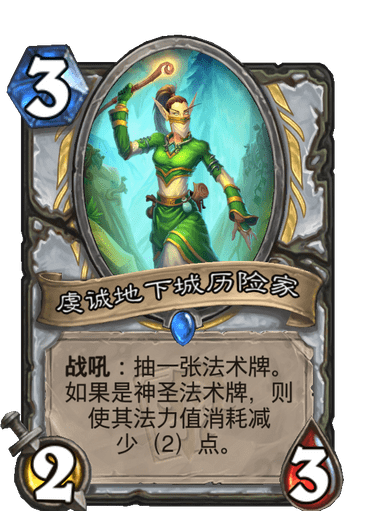 3
虔诚地下城历险家
战吼：抽一张法术牌。
如果是神圣法术牌，则
使其法力值消耗减
少（2）点。
2
3